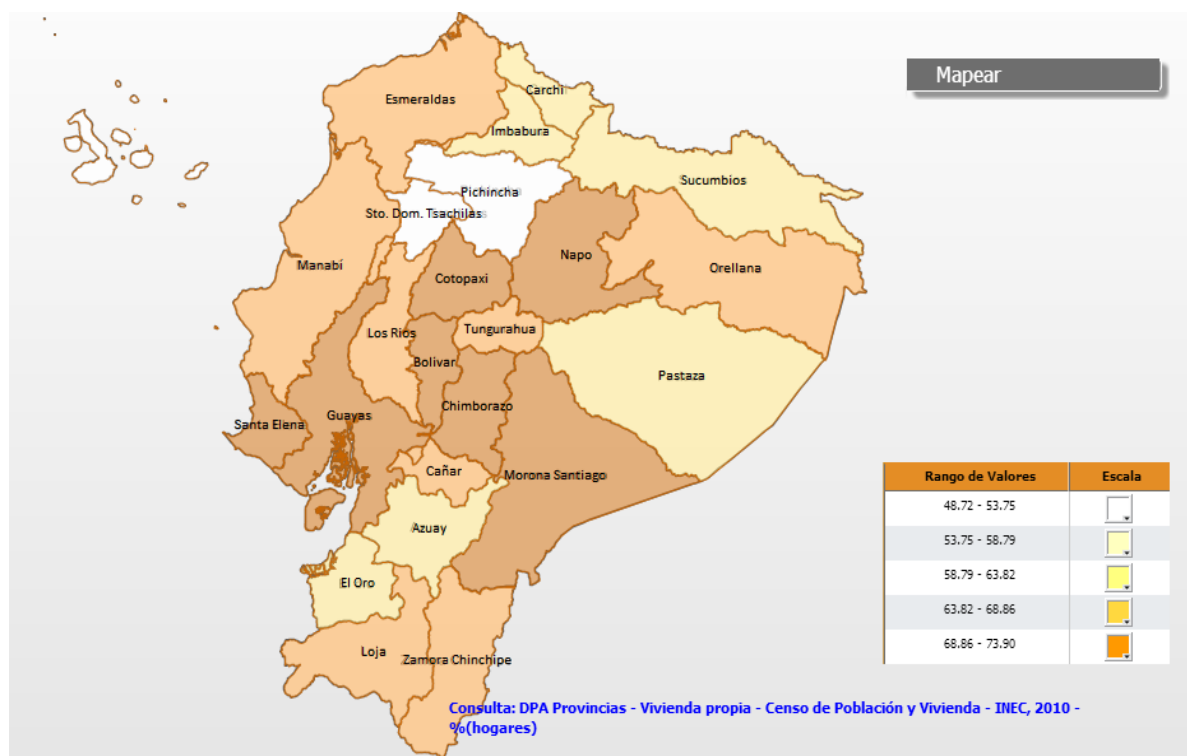 Mapear
Carchi
Esmeraldas
Imbabura
Sucumbios
Pichincha
Sto. Dom. Tsachilas
Napo
Manabí
Orellana
Cotopaxi
Los Rios
Tungurahua
Bolivar
Pastaza
Chimborazo
Santa Elena
Guayas
Cañar
Morona Santiago
Azuay
El Oro
Loja
Zamora Chinchipe
Rango de Valores Escala
48.72 - 53.75
53.75 - 58.79
58.79 - 63.82
63.82 - 68.86
68.86 - 73.90
Consulta: DPA Provincias - Vivienda propia - Censo de Población y Vivienda - INEC, 2010 -
%(hogares)